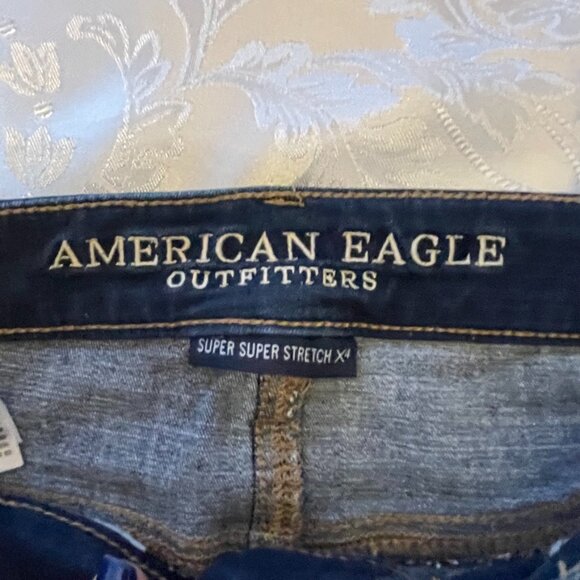 AMERICAN EAGLE
OUTFITTERS
SUPER SUPER STRETCH X⁴